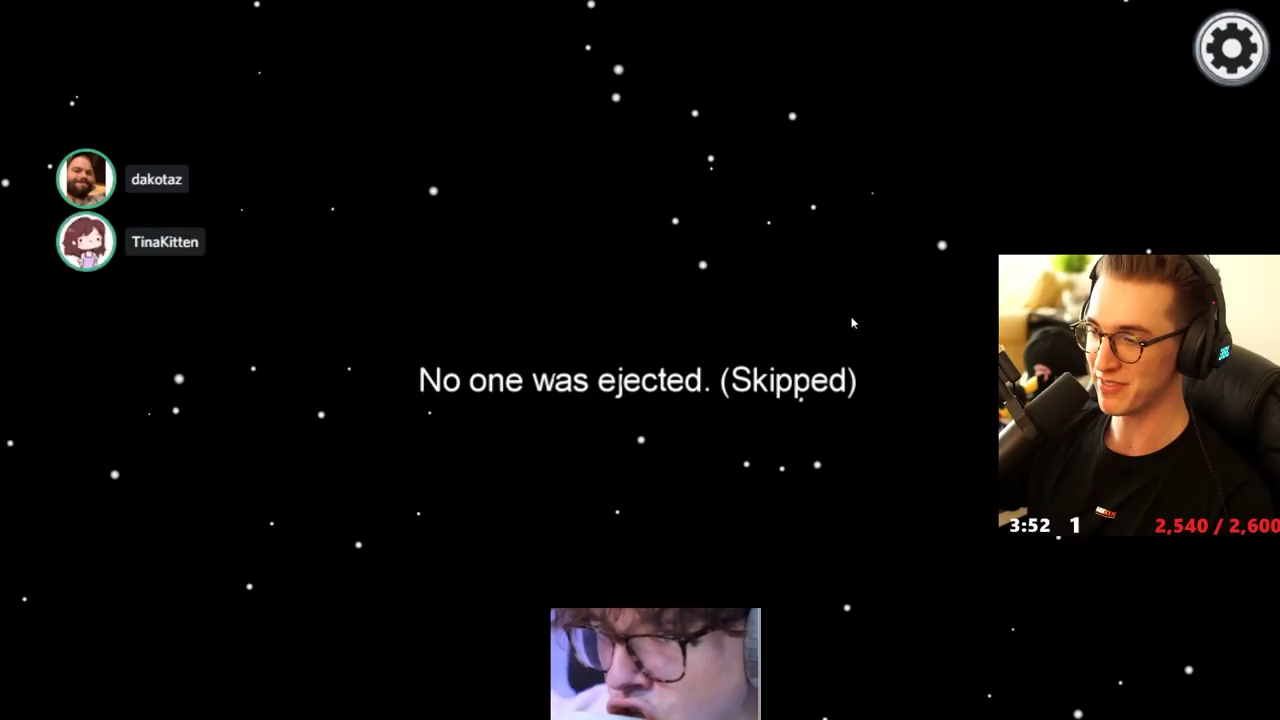 dakotaz
TinaKitten
No one was ejected. (Skipped)
3:52 1 2,540 / 2,600